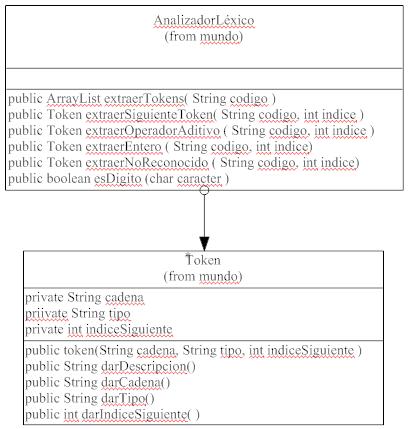 AnalizadorLéxico
(from mundo)
public ArrayList extraerTokens( String codigo )
public Token extraerSiguienteToken( String codigo, int indice )
public Token extraerOperadorAditivo ( String codigo, int indice )
public Token extraerEntero ( String codigo, int indice)
public Token extraerNoReconocido ( String codigo, int indice)
public boolean esDigito (char caracter )
Token
(from mundo)
private String cadena
priivate String tipo
private int indiceSiguiente
public token(String cadena, String tipo, int indiceSiguiente )
public String darDescripcion()
public String darCadena()
public String darTipo()
public int darIndiceSiguiente( )